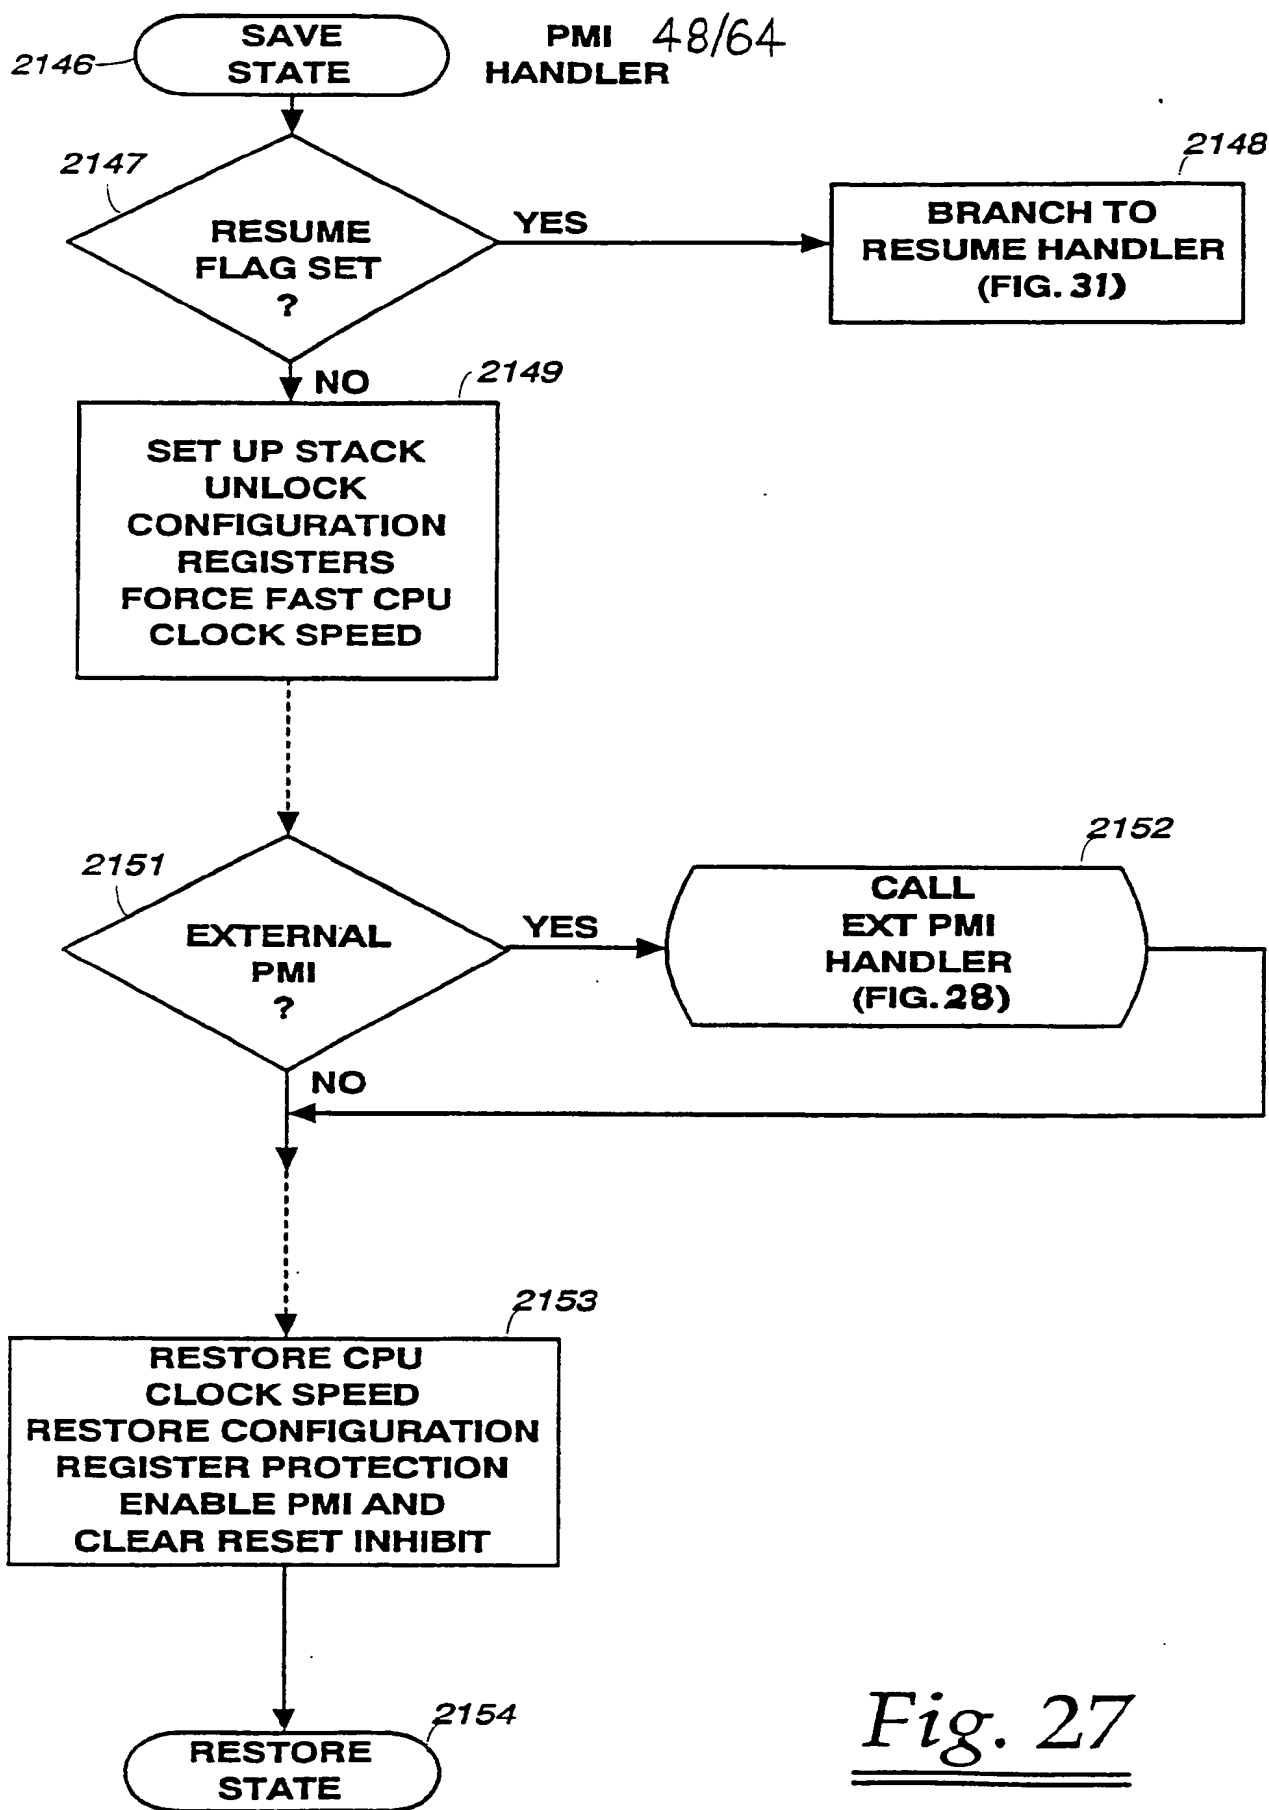 SAVE
STATE
2146
PMI
HANDLER
48/64
2147
RESUME
FLAG SET
?
YES
2148
BRANCH TO
RESUME HANDLER
(FIG. 31)
NO
2149
SET UP STACK
UNLOCK
CONFIGURATION
REGISTERS
FORCE FAST CPU
CLOCK SPEED
2151
EXTERNAL
PMI
?
YES
2152
CALL
EXT PMI
HANDLER
(FIG. 28)
NO
2153
RESTORE CPU
CLOCK SPEED
RESTORE CONFIGURATION
REGISTER PROTECTION
ENABLE PMI AND
CLEAR RESET INHIBIT
2154
RESTORE
STATE
Fig. 27